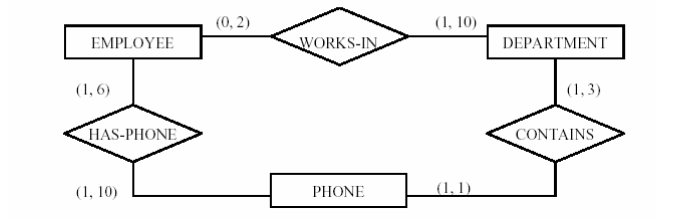 (0, 2)
(1, 10)
EMPLOYEE
WORKS-IN
DEPARTMENT
(1, 6)
(1, 3)
HAS-PHONE
CONTAINS
(1, 10)
PHONE
(1, 1)